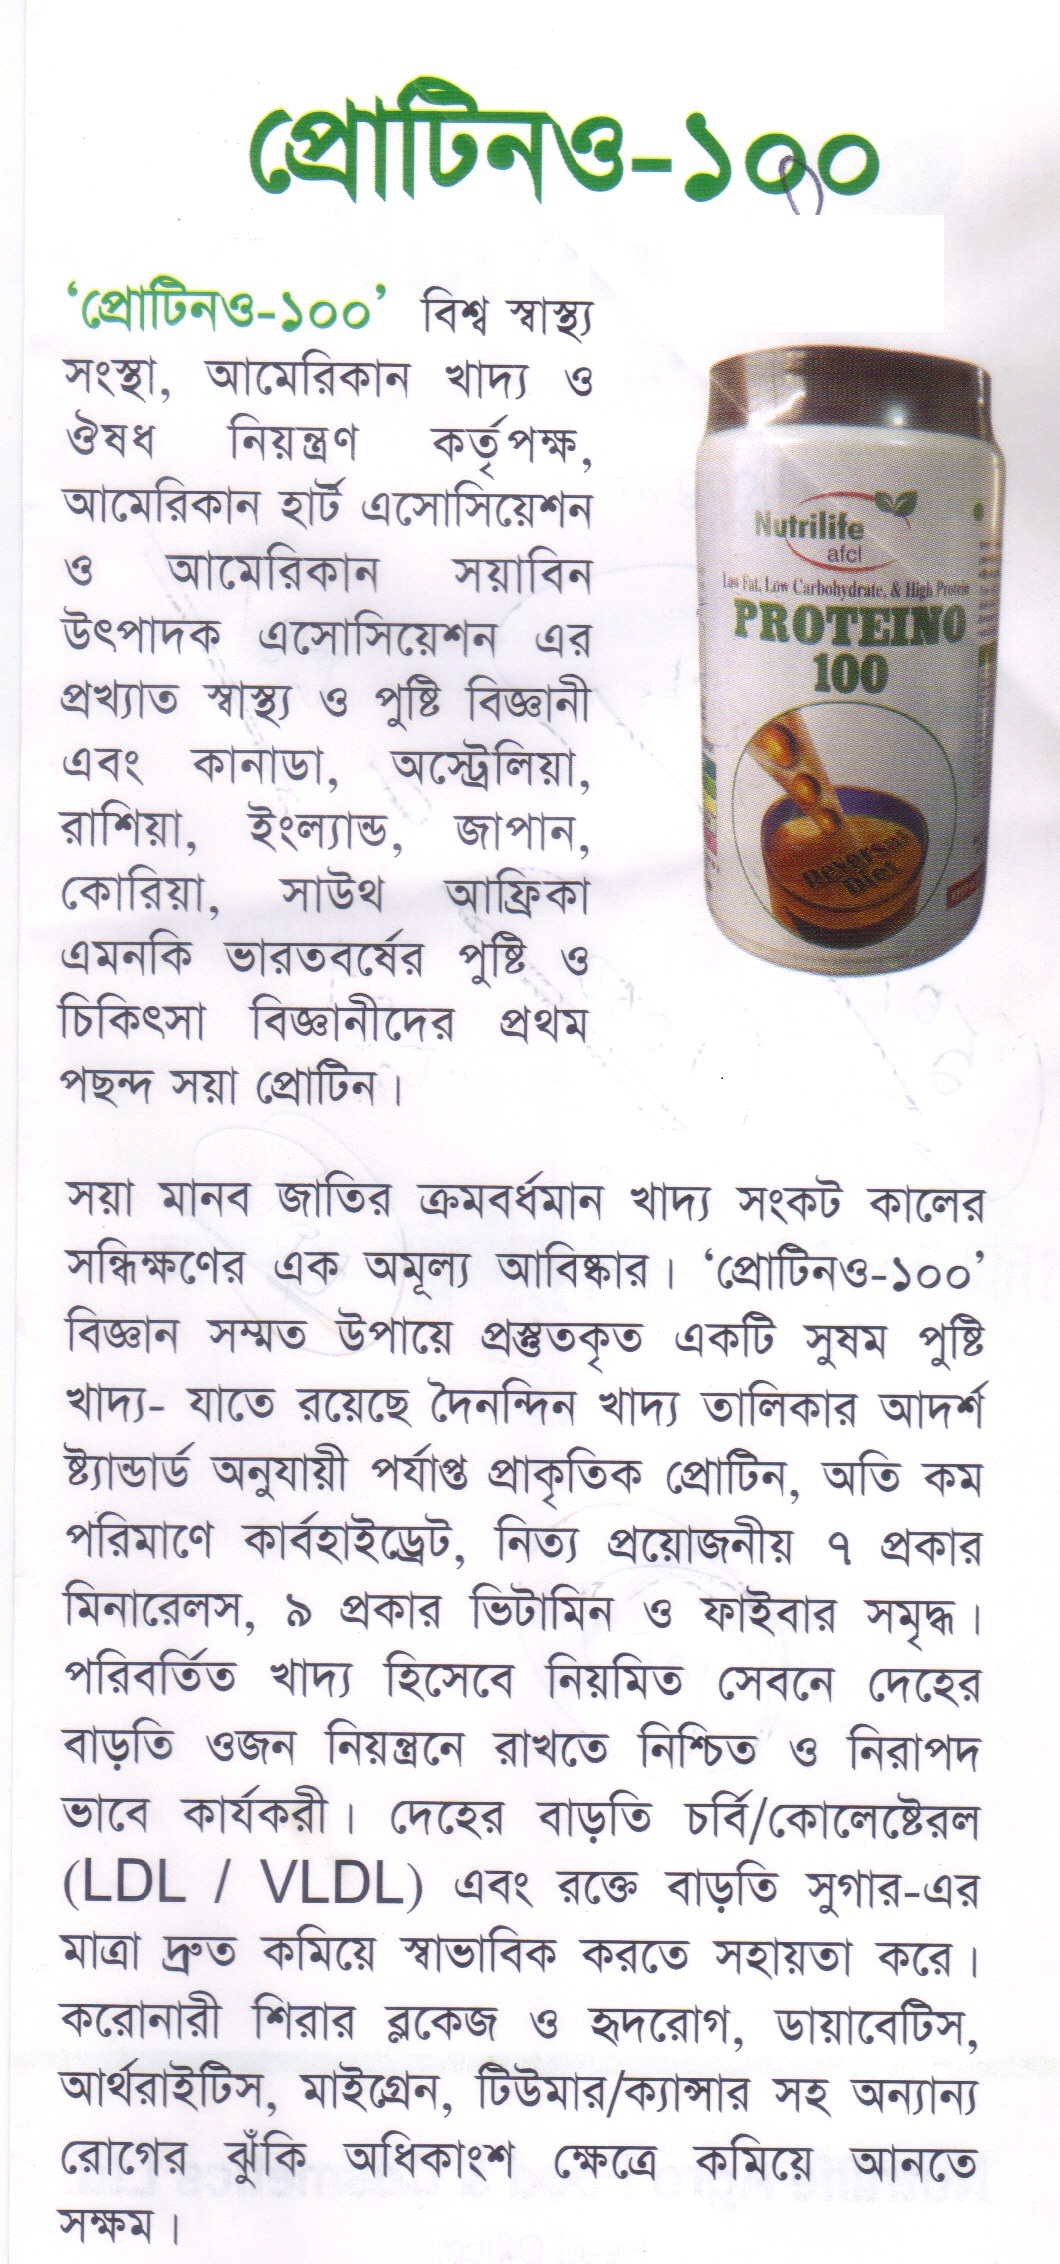 প্রোটিনও-১০০
‘প্রোটিনও-১০০’ বিশ্ব স্বাস্থ্য
সংস্থা, আমেরিকান খাদ্য ও
ঔষধ নিয়ন্ত্রণ কর্তৃপক্ষ,
আমেরিকান হার্ট এসোসিয়েশন
ও আমেরিকান সয়াবিন
উৎপাদক এসোসিয়েশন এর
প্রখ্যাত স্বাস্থ্য ও পুষ্টি বিজ্ঞানী
এবং কানাডা, অস্ট্রেলিয়া,
রাশিয়া, ইংল্যান্ড, জাপান,
কোরিয়া, সাউথ আফ্রিকা
এমনকি ভারতবর্ষের পুষ্টি ও
চিকিৎসা বিজ্ঞানীদের প্রথম
পছন্দ সয়া প্রোটিন।
Nutrilife
afcl
Low Fat, Low Carbohydrate, & High Protein
PROTEINO
100
Reversal
Diet
সয়া মানব জাতির ক্রমবর্ধমান খাদ্য সংকট কালের
সন্ধিক্ষণের এক অমূল্য আবিষ্কার। ‘প্রোটিনও-১০০’
বিজ্ঞান সম্মত উপায়ে প্রস্তুতকৃত একটি সুষম পুষ্টি
খাদ্য- যাতে রয়েছে দৈনন্দিন খাদ্য তালিকার আদর্শ
ষ্ট্যান্ডার্ড অনুযায়ী পর্যাপ্ত প্রাকৃতিক প্রোটিন, অতি কম
পরিমাণে কার্বহাইড্রেট, নিত্য প্রয়োজনীয় ৭ প্রকার
মিনারেলস, ৯ প্রকার ভিটামিন ও ফাইবার সমৃদ্ধ।
পরিবর্তিত খাদ্য হিসেবে নিয়মিত সেবনে দেহের
বাড়তি ওজন নিয়ন্ত্রনে রাখতে নিশ্চিত ও নিরাপদ
ভাবে কার্যকরী। দেহের বাড়তি চর্বি/কোলেষ্টেরল
(LDL / VLDL) এবং রক্তে বাড়তি সুগার-এর
মাত্রা দ্রুত কমিয়ে স্বাভাবিক করতে সহায়তা করে।
করোনারী শিরার ব্লকেজ ও হৃদরোগ, ডায়াবেটিস,
আর্থরাইটিস, মাইগ্রেন, টিউমার/ক্যান্সার সহ অন্যান্য
রোগের ঝুঁকি অধিকাংশ ক্ষেত্রে কমিয়ে আনতে
সক্ষম।